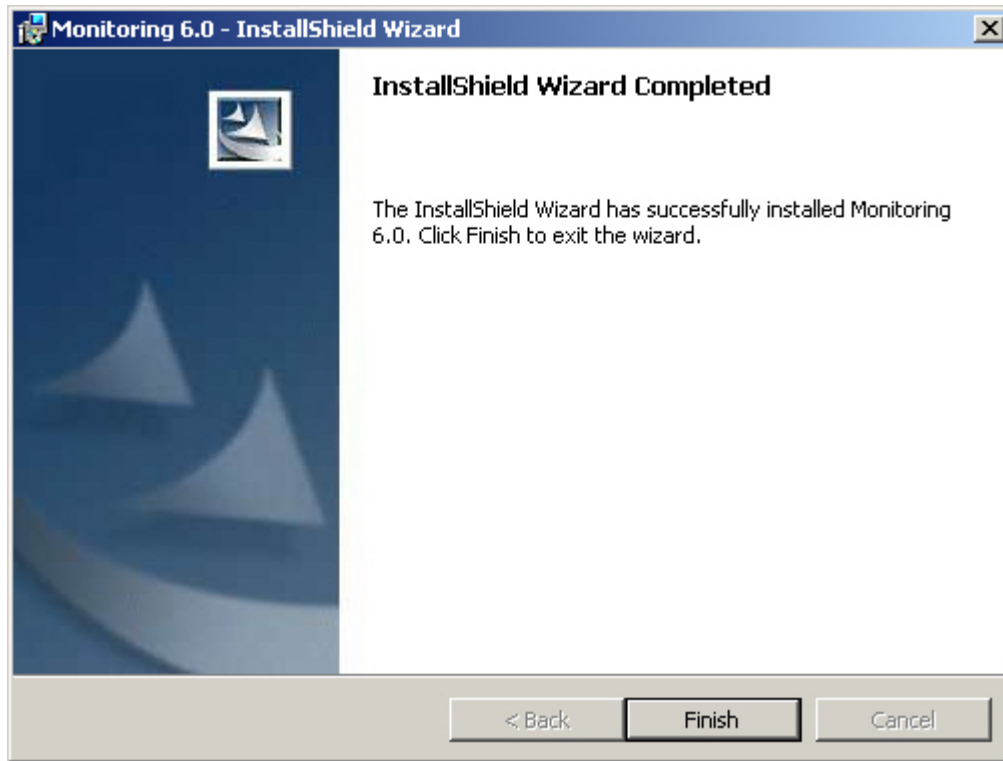 Monitoring 6.0 - InstallShield Wizard
InstallShield Wizard Completed
The InstallShield Wizard has successfully installed Monitoring
6.0. Click Finish to exit the wizard.
< Back
Finish
Cancel